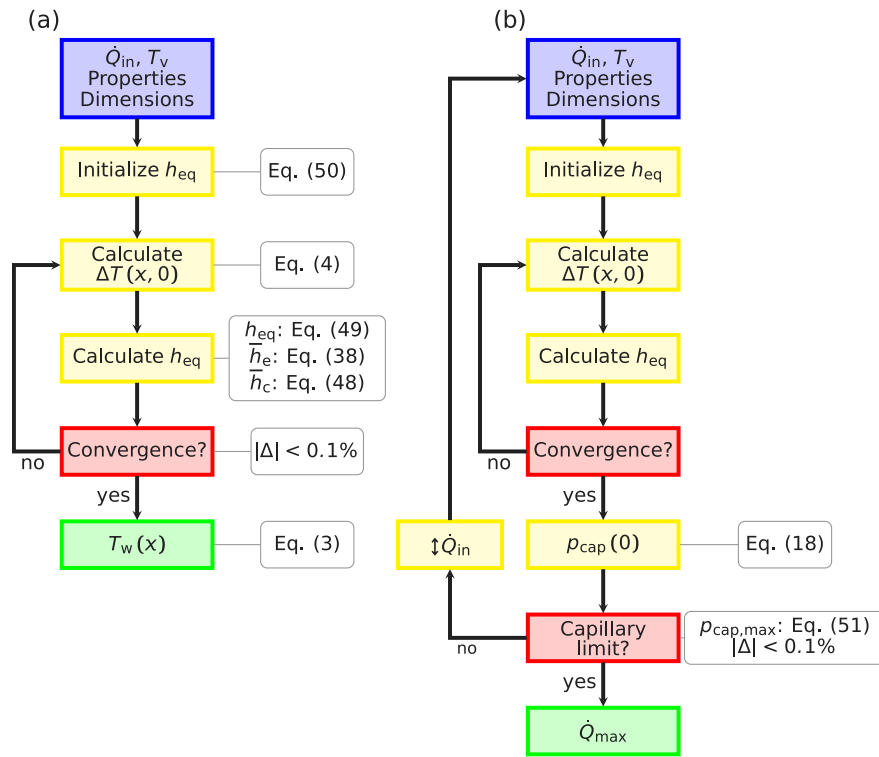 (a)
Q̇in, Tv
Properties
Dimensions
Initialize heq
Eq. (50)
Calculate
ΔT(x, 0)
Eq. (4)
Calculate heq
heq: Eq. (49)
h̅e: Eq. (38)
h̅c: Eq. (48)
Convergence?
|Δ| < 0.1%
no
yes
Tw(x)
Eq. (3)
(b)
Q̇in, Tv
Properties
Dimensions
Initialize heq
Calculate
ΔT(x, 0)
Calculate heq
Convergence?
no
yes
↕Q̇in
pcap(0)
Eq. (18)
Capillary
limit?
pcap,max: Eq. (51)
|Δ| < 0.1%
no
yes
Q̇max